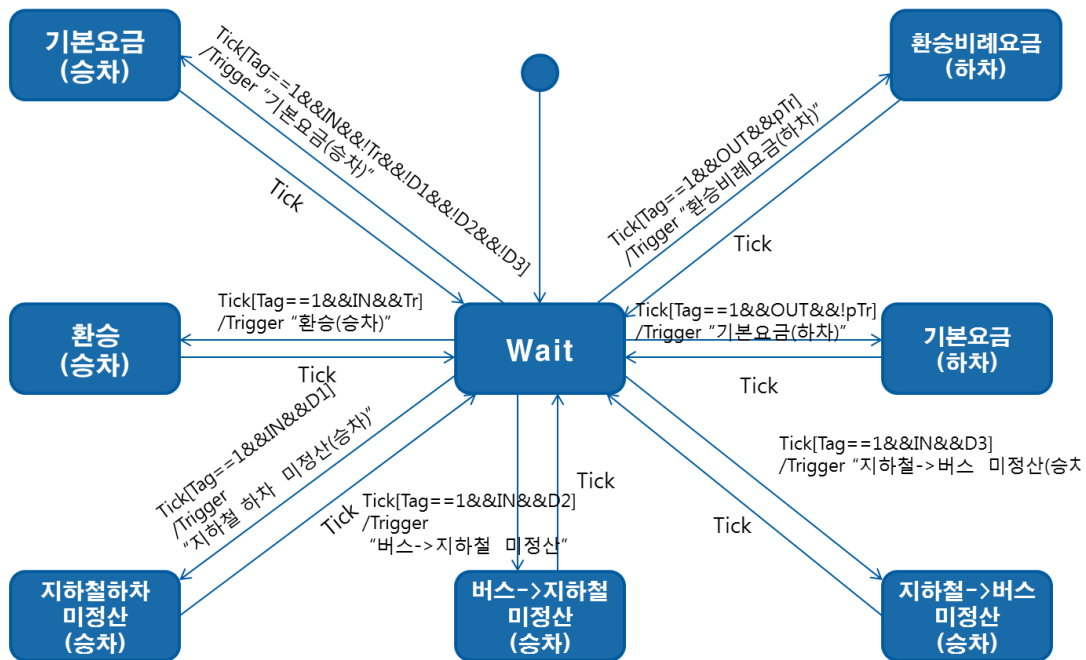 기본요금
(승차)
Tick[Tag==1&&IN&&!Tr&&!D1&&!D2&&!D3]
/Trigger “기본요금(승차)”
Tick
환승비례요금
(하차)
Tick[Tag==1&&OUT&&pTr]
/Trigger “환승비례요금(하차)”
Tick
환승
(승차)
Tick[Tag==1&&IN&&Tr]
/Trigger “환승(승차)”
Tick
Wait
Tick[Tag==1&&OUT&&!pTr]
/Trigger “기본요금(하차)”
Tick
기본요금
(하차)
Tick[Tag==1&&IN&&D1]
/Trigger
“지하철 하차 미정산(승차)”
Tick
Tick[Tag==1&&IN&&D2]
/Trigger
“버스->지하철 미정산”
Tick
Tick[Tag==1&&IN&&D3]
/Trigger “지하철->버스 미정산(승차
Tick
지하철하차
미정산
(승차)
버스->지하철
미정산
(승차)
지하철->버스
미정산
(승차)